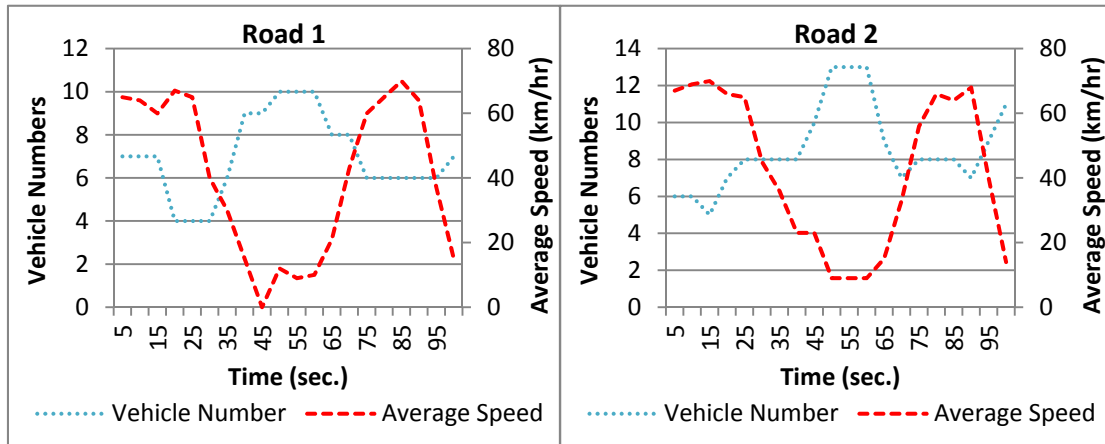 Road 1
Vehicle Numbers
12
10
8
6
4
2
0
80
60
40
20
0
Average Speed (km/hr)
5 15 25 35 45 55 65 75 85 95
Time (sec.)
Vehicle Number Average Speed
Road 2
Vehicle Numbers
14
12
10
8
6
4
2
0
80
60
40
20
0
Average Speed (km/hr)
5 15 25 35 45 55 65 75 85 95
Time (sec.)
Vehicle Number Average Speed